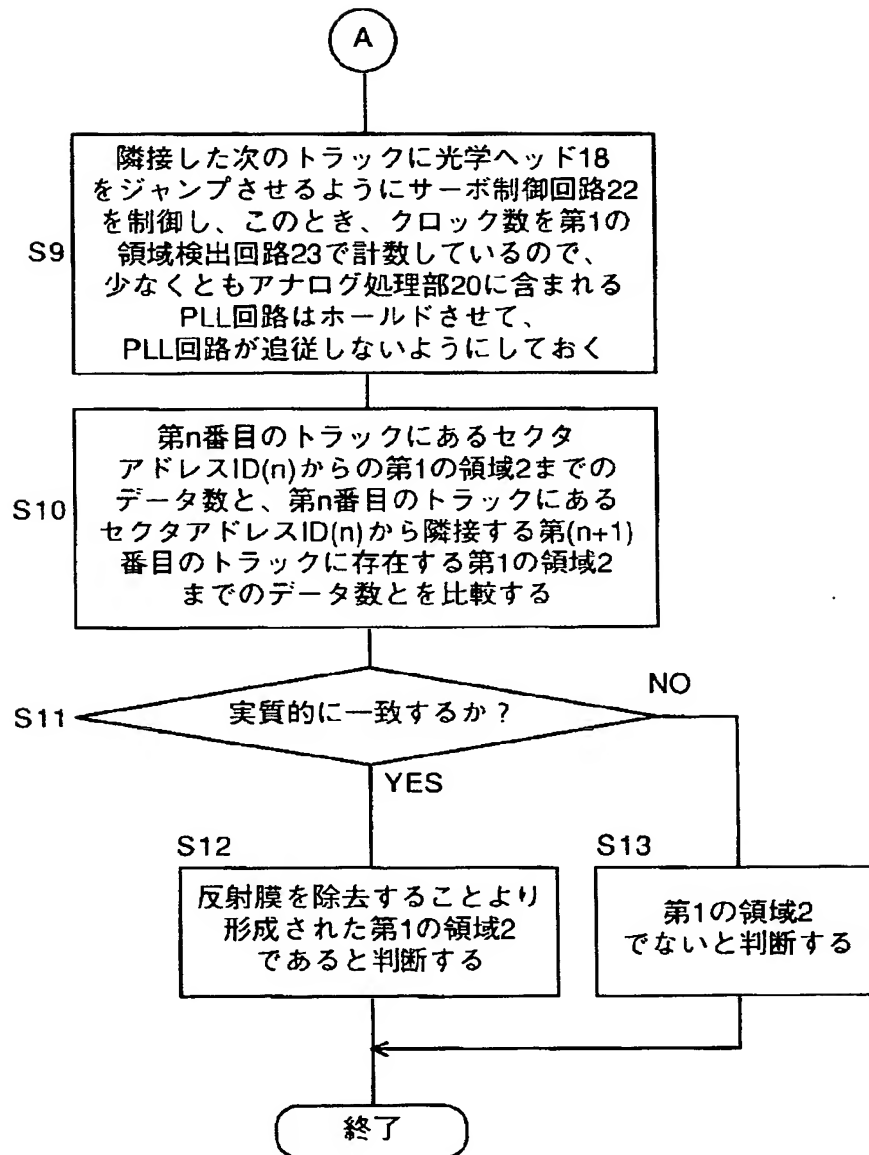 A
S9
隣接した次のトラックに光学ヘッド18
をジャンプさせるようにサーボ制御回路22
を制御し、このとき、クロック数を第1の
領域検出回路23で計数しているので、
少なくともアナログ処理部20に含まれる
PLL回路はホールドさせて、
PLL回路が追従しないようにしておく
S10
第n番目のトラックにあるセクタ
アドレスID(n)からの第1の領域2までの
データ数と、第n番目のトラックにある
セクタアドレスID(n)から隣接する第(n+1)
番目のトラックに存在する第1の領域2
までのデータ数とを比較する
S11
実質的に一致するか?
NO
YES
S12
反射膜を除去することより
形成された第1の領域2
であると判断する
S13
第1の領域2
でないと判断する
終了